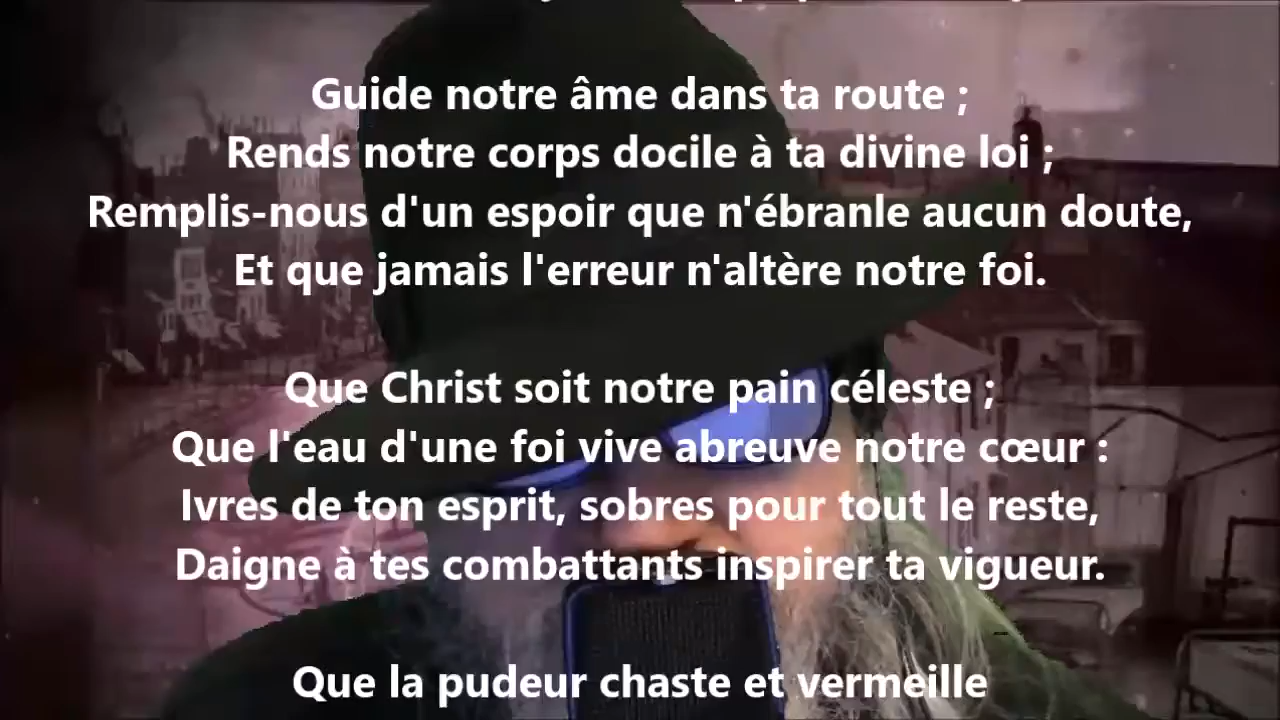 Guide notre âme dans ta route ;
Rends notre corps docile à ta divine loi ;
Remplis-nous d'un espoir que n'ébranle aucun doute,
Et que jamais l'erreur n'altère notre foi.
Que Christ soit notre pain céleste ;
Que l'eau d'une foi vive abreuve notre cœur :
Ivres de ton esprit, sobres pour tout le reste,
Daigne à tes combattants inspirer ta vigueur.
Que la pudeur chaste et vermeille